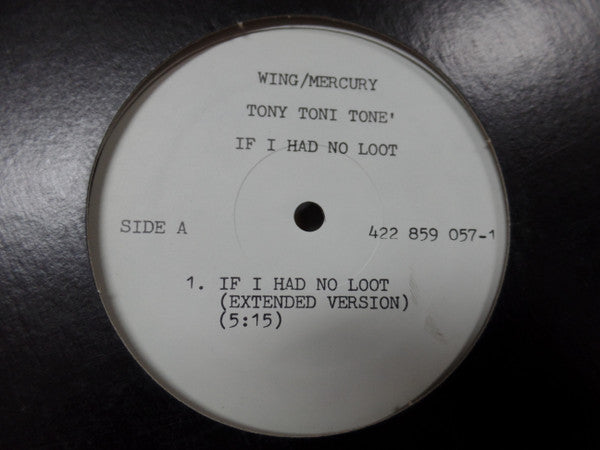 WING/MERCURY
TONY TONI TONE'
IF I HAD NO LOOT
SIDE A
422 859 057-1
1. IF I HAD NO LOOT
(EXTENDED VERSION)
(5:15)